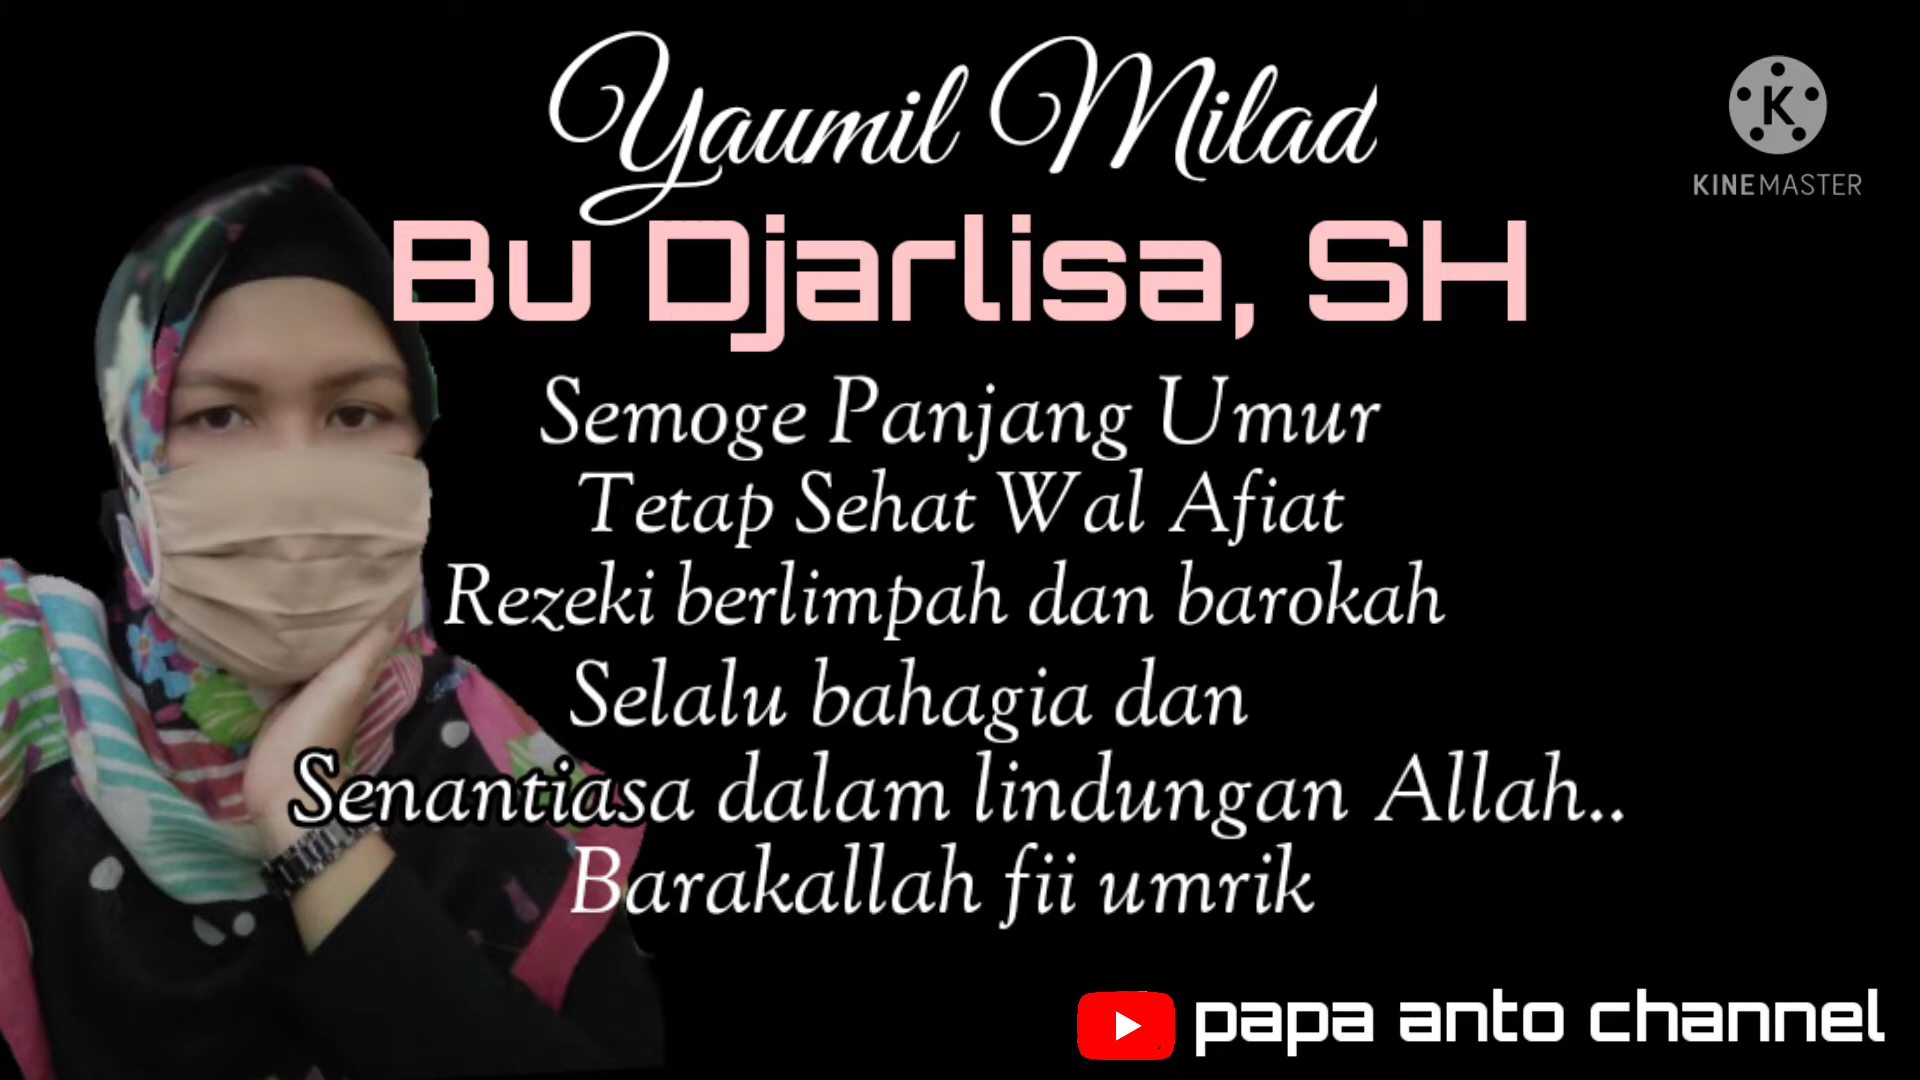 Yaumil Milad
K
KINEMASTER
Bu Djarlisa, SH
Semoge Panjang Umur
Tetap Sehat Wal Afiat
Rezeki berlimpah dan barokah
Selalu bahagia dan
Senantiasa dalam lindungan Allah..
Barakallah fii umrik
papa anto channel